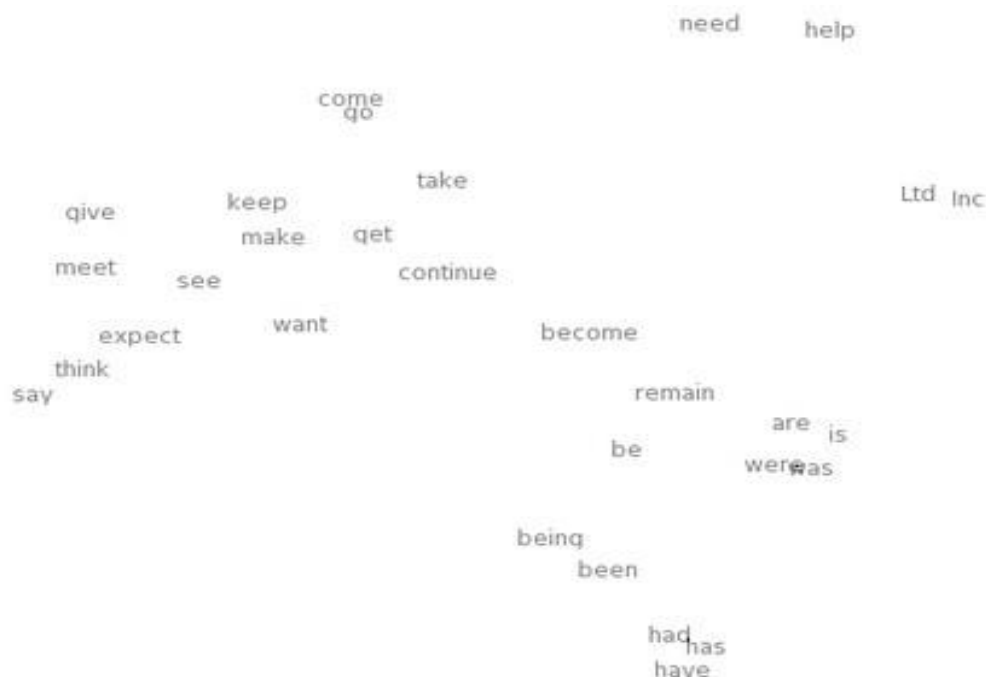 need help
come
go
take
Ltd Inc
keep
give
get
make
meet
continue
see
want
become
expect
think
remain
say
are
is
be
were was
being
been
had
has
have